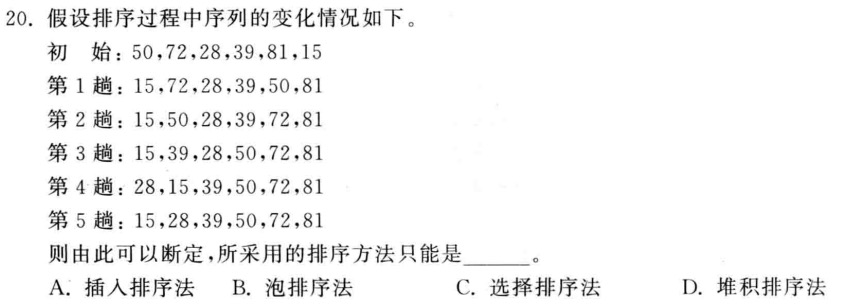 20. 假设排序过程中序列的变化情况如下。
初 始：50,72,28,39,81,15
第 1 趟：15,72,28,39,50,81
第 2 趟：15,50,28,39,72,81
第 3 趟：15,39,28,50,72,81
第 4 趟：28,15,39,50,72,81
第 5 趟：15,28,39,50,72,81
则由此可以断定,所采用的排序方法只能是______。
A. 插入排序法 B. 泡排序法 C. 选择排序法 D. 堆积排序法